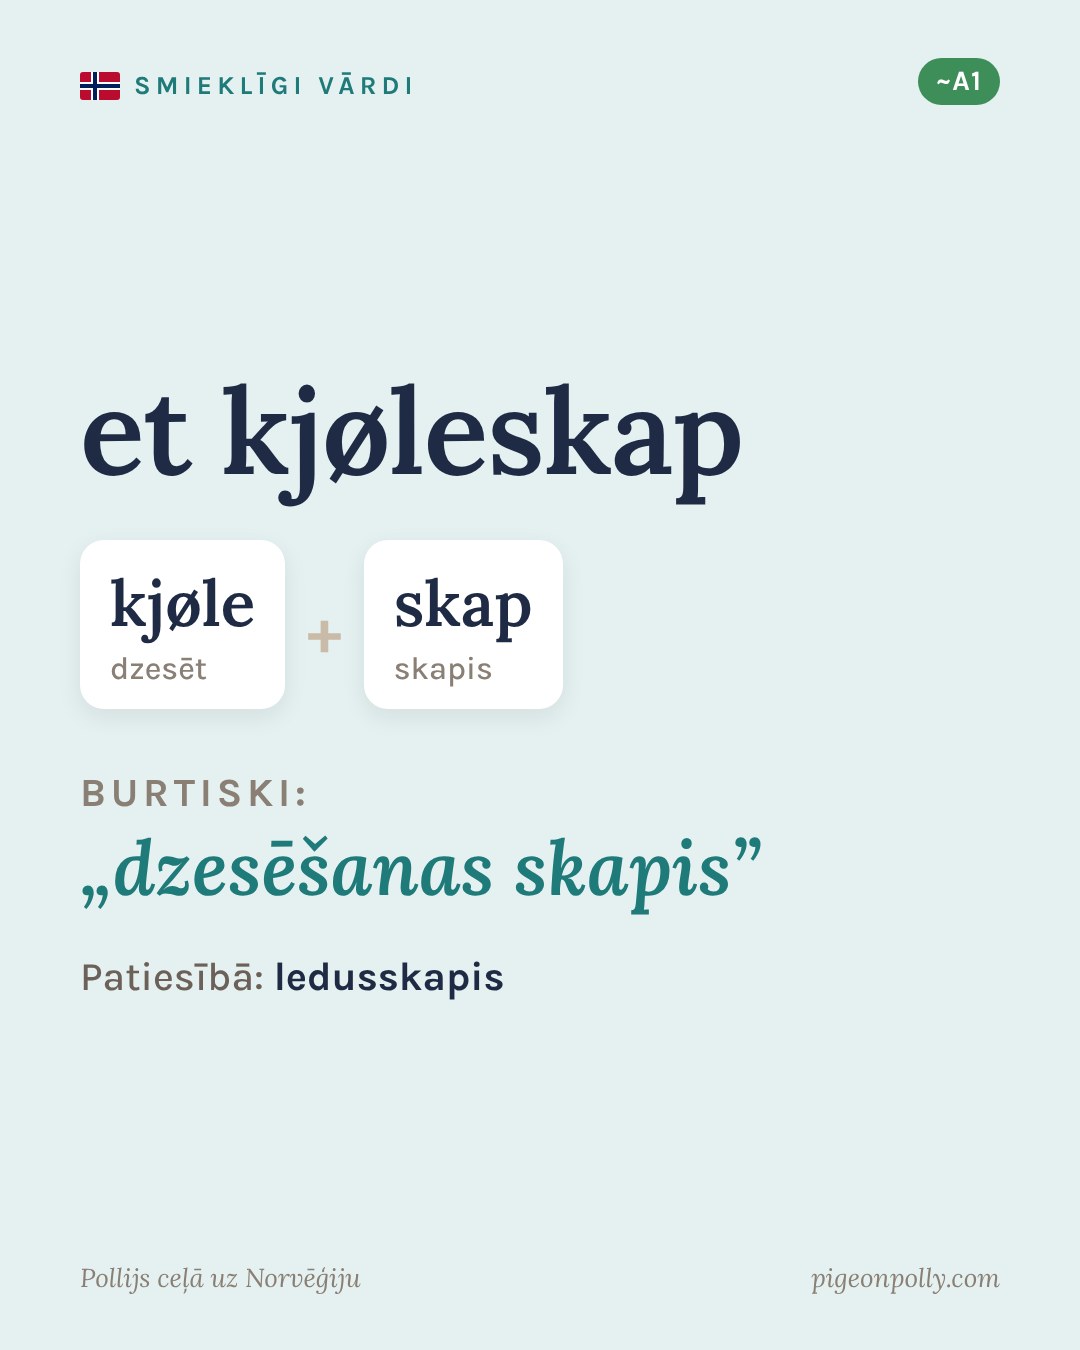 SMIEKLĪGI VĀRDI
~A1
et kjøleskap
kjøle + skap
dzesēt skapis
BURTISKI:
„dzesēšanas skapis”
Patiesībā: ledusskapis
Pollijs ceļā uz Norvēģiju
pigeonpolly.com